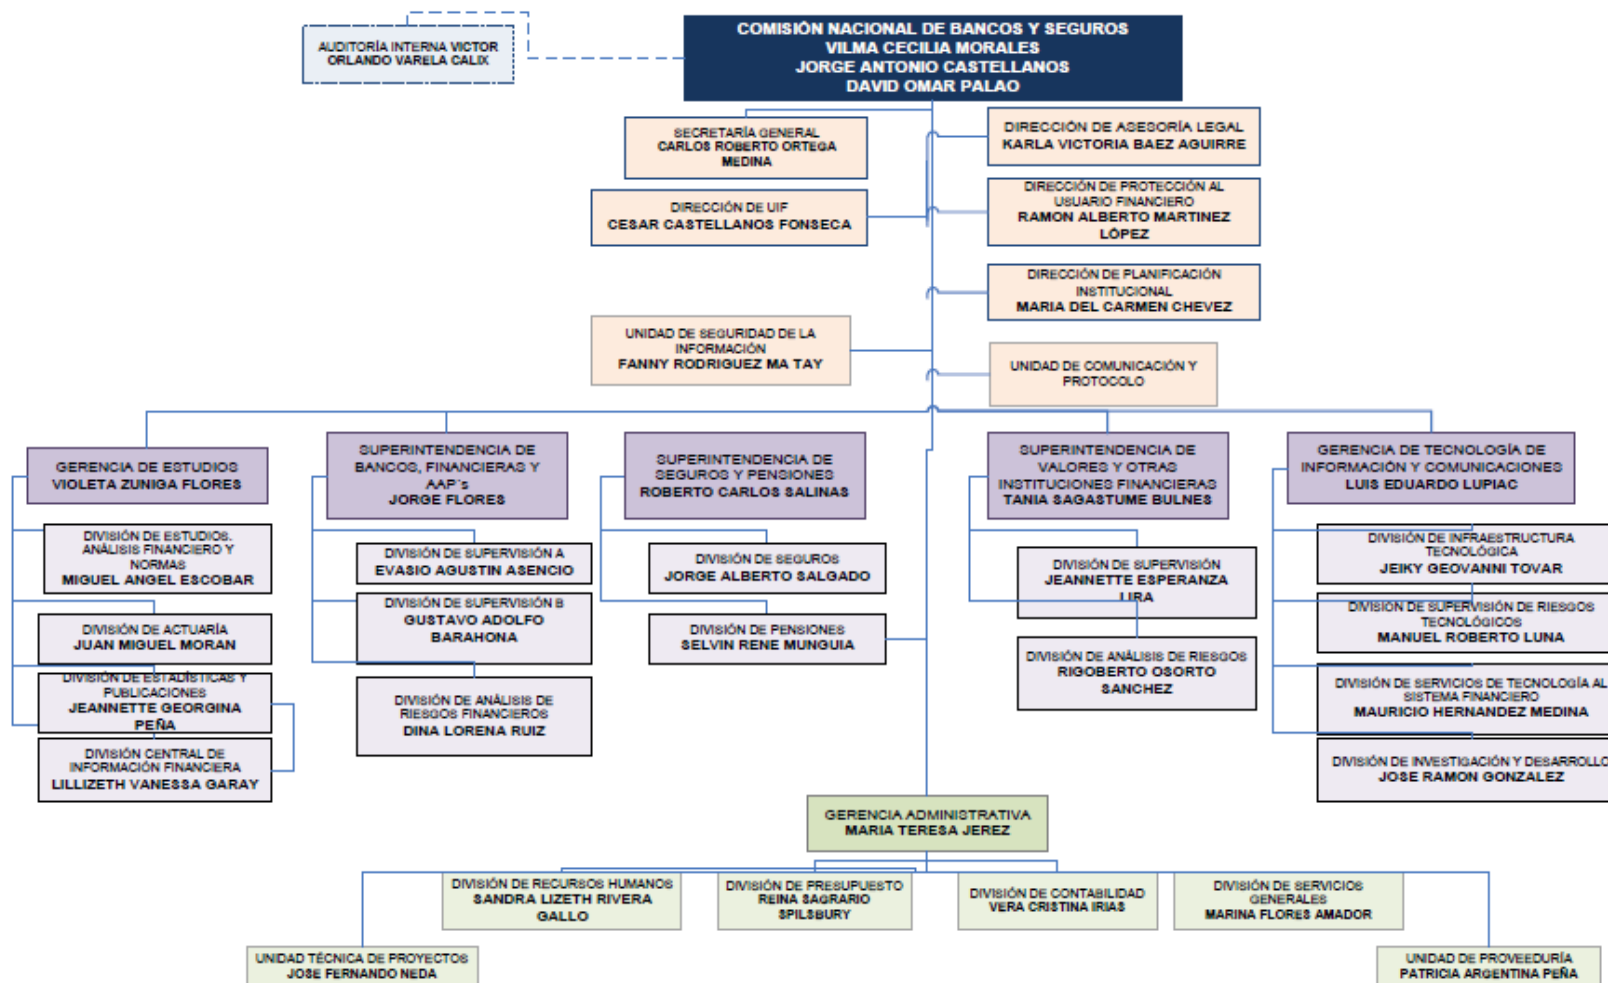 COMISIÓN NACIONAL DE BANCOS Y SEGUROS
VILMA CECILIA MORALES
JORGE ANTONIO CASTELLANOS
DAVID OMAR PALAO
AUDITORÍA INTERNA VICTOR
ORLANDO VARELA CALIX
SECRETARÍA GENERAL
CARLOS ROBERTO ORTEGA
MEDINA
DIRECCIÓN DE ASESORÍA LEGAL
KARLA VICTORIA BAEZ AGUIRRE
DIRECCIÓN DE UIF
CESAR CASTELLANOS FONSECA
DIRECCIÓN DE PROTECCIÓN AL
USUARIO FINANCIERO
RAMON ALBERTO MARTINEZ
LÓPEZ
DIRECCIÓN DE PLANIFICACIÓN
INSTITUCIONAL
MARIA DEL CARMEN CHEVEZ
UNIDAD DE SEGURIDAD DE LA
INFORMACIÓN
FANNY RODRIGUEZ MA TAY
UNIDAD DE COMUNICACIÓN Y
PROTOCOLO
GERENCIA DE ESTUDIOS
VIOLETA ZUNIGA FLORES
SUPERINTENDENCIA DE
BANCOS, FINANCIERAS Y
AAP´s
JORGE FLORES
SUPERINTENDENCIA DE
SEGUROS Y PENSIONES
ROBERTO CARLOS SALINAS
SUPERINTENDENCIA DE
VALORES Y OTRAS
INSTITUCIONES FINANCIERAS
TANIA SAGASTUME BULNES
GERENCIA DE TECNOLOGÍA DE
INFORMACIÓN Y COMUNICACIONES
LUIS EDUARDO LUPIAC
DIVISIÓN DE ESTUDIOS.
ANÁLISIS FINANCIERO Y
NORMAS
MIGUEL ANGEL ESCOBAR
DIVISIÓN DE ACTUARÍA
JUAN MIGUEL MORAN
DIVISIÓN DE ESTADÍSTICAS Y
PUBLICACIONES
JEANNETTE GEORGINA
PEÑA
DIVISIÓN CENTRAL DE
INFORMACIÓN FINANCIERA
LILLIZETH VANESSA GARAY
DIVISIÓN DE SUPERVISIÓN A
EVASIO AGUSTIN ASENCIO
DIVISIÓN DE SUPERVISIÓN B
GUSTAVO ADOLFO
BARAHONA
DIVISIÓN DE ANÁLISIS DE
RIESGOS FINANCIEROS
DINA LORENA RUIZ
DIVISIÓN DE SEGUROS
JORGE ALBERTO SALGADO
DIVISIÓN DE PENSIONES
SELVIN RENE MUNGUIA
DIVISIÓN DE SUPERVISIÓN
JEANNETTE ESPERANZA
LIRA
DIVISIÓN DE ANÁLISIS DE RIESGOS
RIGOBERTO OSORTO
SANCHEZ
DIVISIÓN DE INFRAESTRUCTURA
TECNOLÓGICA
JEIKY GEOVANNI TOVAR
DIVISIÓN DE SUPERVISIÓN DE RIESGOS
TECNOLÓGICOS
MANUEL ROBERTO LUNA
DIVISIÓN DE SERVICIOS DE TECNOLOGÍA AL
SISTEMA FINANCIERO
MAURICIO HERNANDEZ MEDINA
DIVISIÓN DE INVESTIGACIÓN Y DESARROLLO
JOSE RAMON GONZALEZ
GERENCIA ADMINISTRATIVA
MARIA TERESA JEREZ
DIVISIÓN DE RECURSOS HUMANOS
SANDRA LIZETH RIVERA
GALLO
DIVISIÓN DE PRESUPUESTO
REINA SAGRARIO
SPILSBURY
DIVISIÓN DE CONTABILIDAD
VERA CRISTINA IRIAS
DIVISIÓN DE SERVICIOS
GENERALES
MARINA FLORES AMADOR
UNIDAD TÉCNICA DE PROYECTOS
JOSE FERNANDO NEDA
UNIDAD DE PROVEEDURÍA
PATRICIA ARGENTINA PEÑA